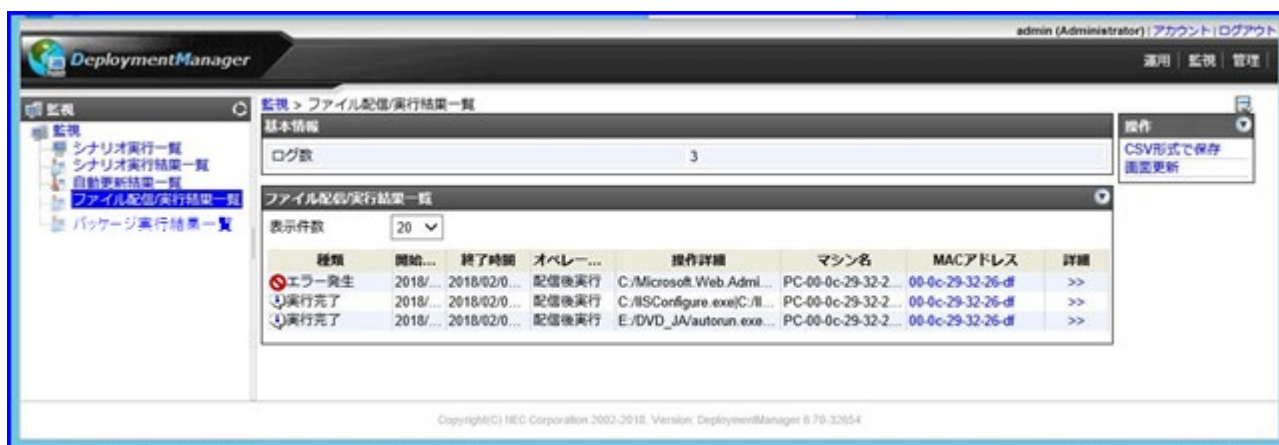 admin (Administrator) | アカウント | ログアウト
DeploymentManager
運用 | 監視 | 管理
監視
監視
シナリオ実行一覧
シナリオ実行結果一覧
自動更新結果一覧
ファイル配信/実行結果一覧
パッケージ実行結果一覧
監視 > ファイル配信/実行結果一覧
基本情報
ログ数 3
ファイル配信/実行結果一覧
表示件数 20
種類 開始... 終了時間 オペレー... 操作詳細 マシン名 MACアドレス 詳細
エラー発生 2018/... 2018/02/0... 配信後実行 C:/Microsoft.Web.Admi... PC-00-0c-29-32-2... 00-0c-29-32-26-df >>
実行完了 2018/... 2018/02/0... 配信後実行 C:/IISConfigure.exe|C:/II... PC-00-0c-29-32-2... 00-0c-29-32-26-df >>
実行完了 2018/... 2018/02/0... 配信後実行 E:/DVD_JA/autorun.exe... PC-00-0c-29-32-2... 00-0c-29-32-26-df >>
操作
CSV形式で保存
画面更新
Copyright(C) NEC Corporation 2002-2018. Version: DeploymentManager 6.70-32654